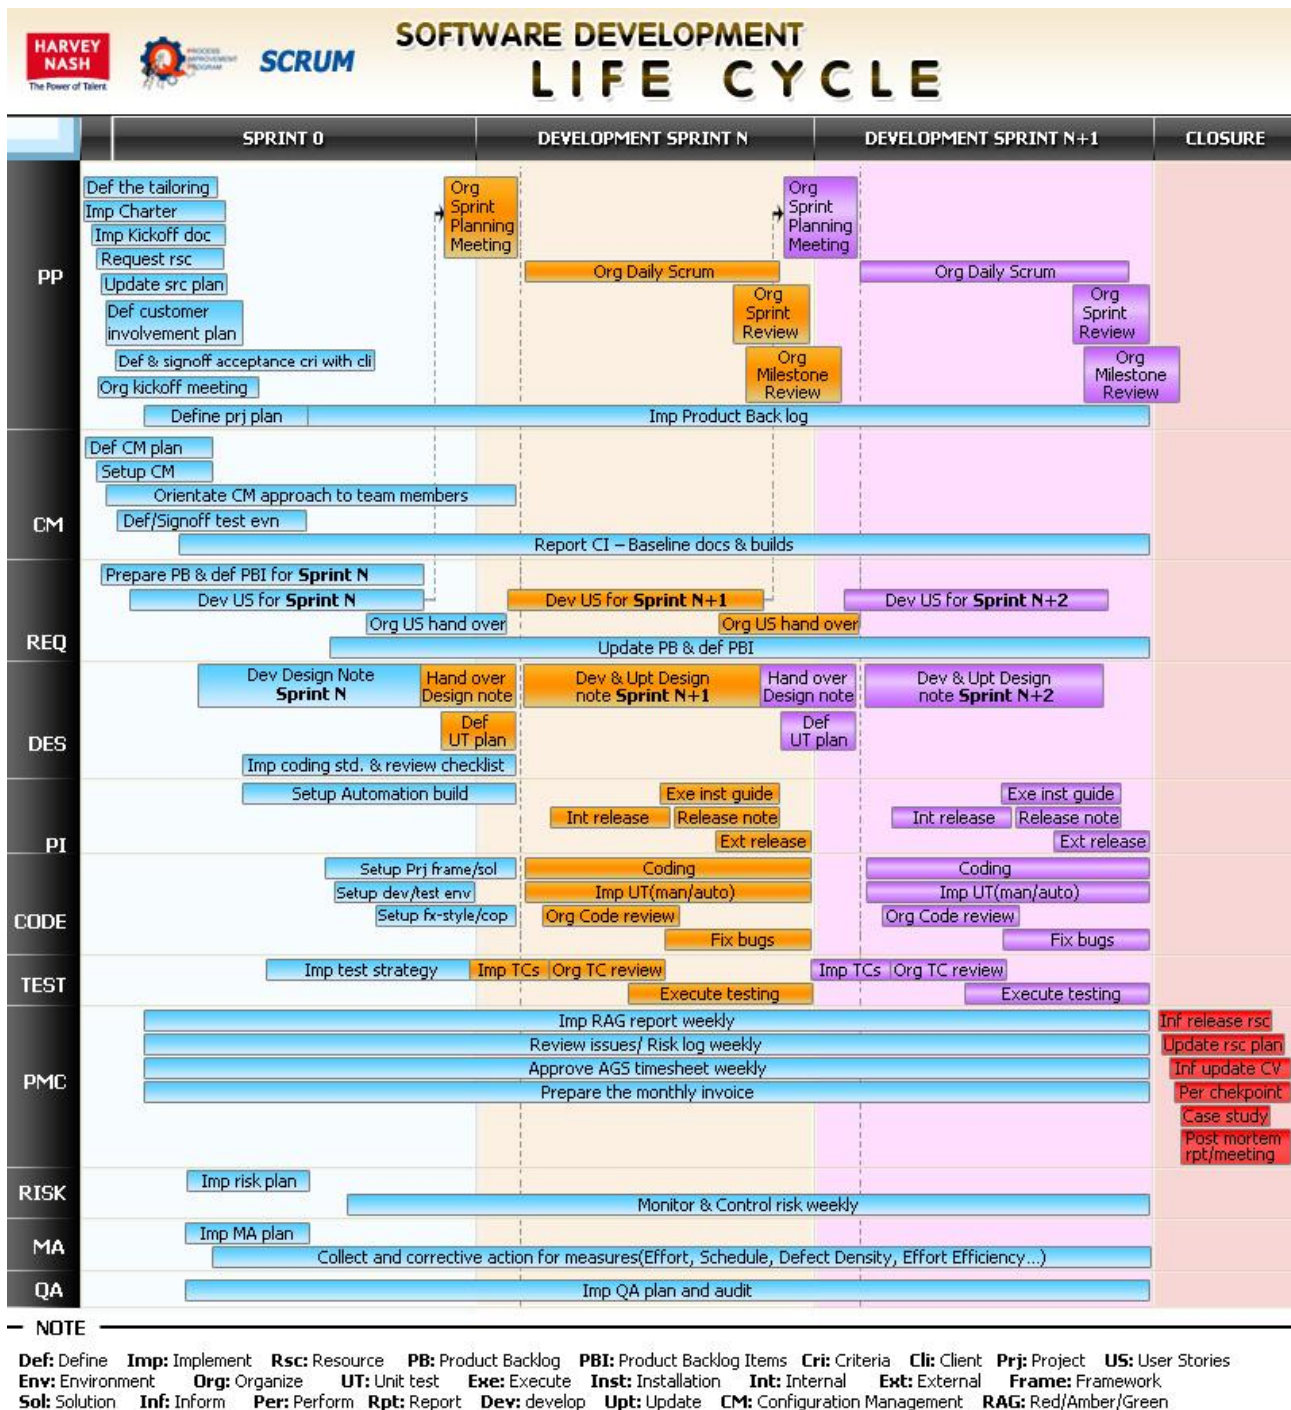 HARVEY
NASH
The Power of Talent
PROCESS
IMPROVEMENT
PROGRAM
SCRUM
SOFTWARE DEVELOPMENT
LIFE CYCLE
SPRINT 0
DEVELOPMENT SPRINT N
DEVELOPMENT SPRINT N+1
CLOSURE
PP
Def the tailoring
Imp Charter
Imp Kickoff doc
Request rsc
Update src plan
Def customer
involvement plan
Def & signoff acceptance cri with cli
Org kickoff meeting
Define prj plan
Imp Product Back log
Org
Sprint
Planning
Meeting
Org Daily Scrum
Org
Sprint
Review
Org
Milestone
Review
Org
Sprint
Planning
Meeting
Org Daily Scrum
Org
Sprint
Review
Org
Milestone
Review
CM
Def CM plan
Setup CM
Orientate CM approach to team members
Def/Signoff test evn
Report CI – Baseline docs & builds
REQ
Prepare PB & def PBI for Sprint N
Dev US for Sprint N
Dev US for Sprint N+1
Dev US for Sprint N+2
Org US hand over
Org US hand over
Update PB & def PBI
DES
Dev Design Note
Sprint N
Hand over
Design note
Dev & Upt Design
note Sprint N+1
Hand over
Design note
Dev & Upt Design
note Sprint N+2
Def
UT plan
Def
UT plan
Imp coding std. & review checklist
PI
Setup Automation build
Exe inst guide
Exe inst guide
Int release
Release note
Int release
Release note
Ext release
Ext release
CODE
Setup Prj frame/sol
Coding
Coding
Setup dev/test env
Imp UT(man/auto)
Imp UT(man/auto)
Setup fx-style/cop
Org Code review
Org Code review
Fix bugs
Fix bugs
TEST
Imp test strategy
Imp TCs
Org TC review
Imp TCs
Org TC review
Execute testing
Execute testing
PMC
Imp RAG report weekly
Review issues/ Risk log weekly
Approve AGS timesheet weekly
Prepare the monthly invoice
Inf release rsc
Update rsc plan
Inf update CV
Per chekpoint
Case study
Post mortem
rpt/meeting
RISK
Imp risk plan
Monitor & Control risk weekly
MA
Imp MA plan
Collect and corrective action for measures(Effort, Schedule, Defect Density, Effort Efficiency...)
QA
Imp QA plan and audit
NOTE
Def: Define Imp: Implement Rsc: Resource PB: Product Backlog PBI: Product Backlog Items Cri: Criteria Cli: Client Prj: Project US: User Stories
Env: Environment Org: Organize UT: Unit test Exe: Execute Inst: Installation Int: Internal Ext: External Frame: Framework
Sol: Solution Inf: Inform Per: Perform Rpt: Report Dev: develop Upt: Update CM: Configuration Management RAG: Red/Amber/Green